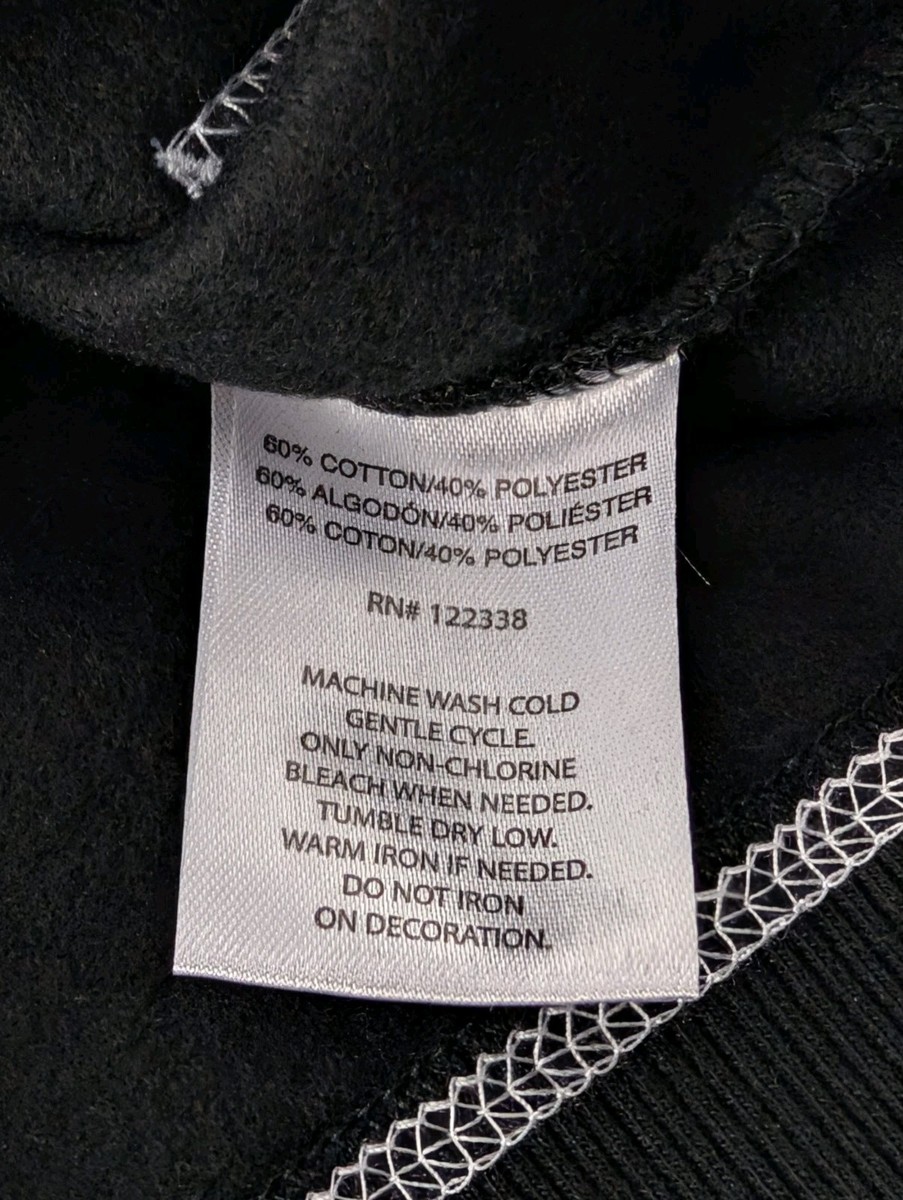 60% COTTON/40% POLYESTER
60% ALGODÓN/40% POLIÉSTER
60% COTON/40% POLYESTER
RN# 122338
MACHINE WASH COLD
GENTLE CYCLE.
ONLY NON-CHLORINE
BLEACH WHEN NEEDED.
TUMBLE DRY LOW.
WARM IRON IF NEEDED.
DO NOT IRON
ON DECORATION.